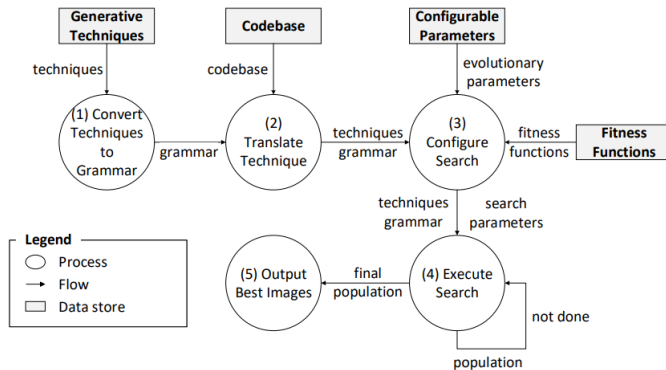 Generative
Techniques
Codebase
Configurable
Parameters
techniques
codebase
evolutionary
parameters
(1) Convert
Techniques
to
Grammar
grammar
(2)
Translate
Technique
techniques
grammar
(3)
Configure
Search
fitness
functions
Fitness
Functions
techniques
grammar
search
parameters
Legend
Process
Flow
Data store
(5) Output
Best Images
final
population
(4) Execute
Search
not done
population